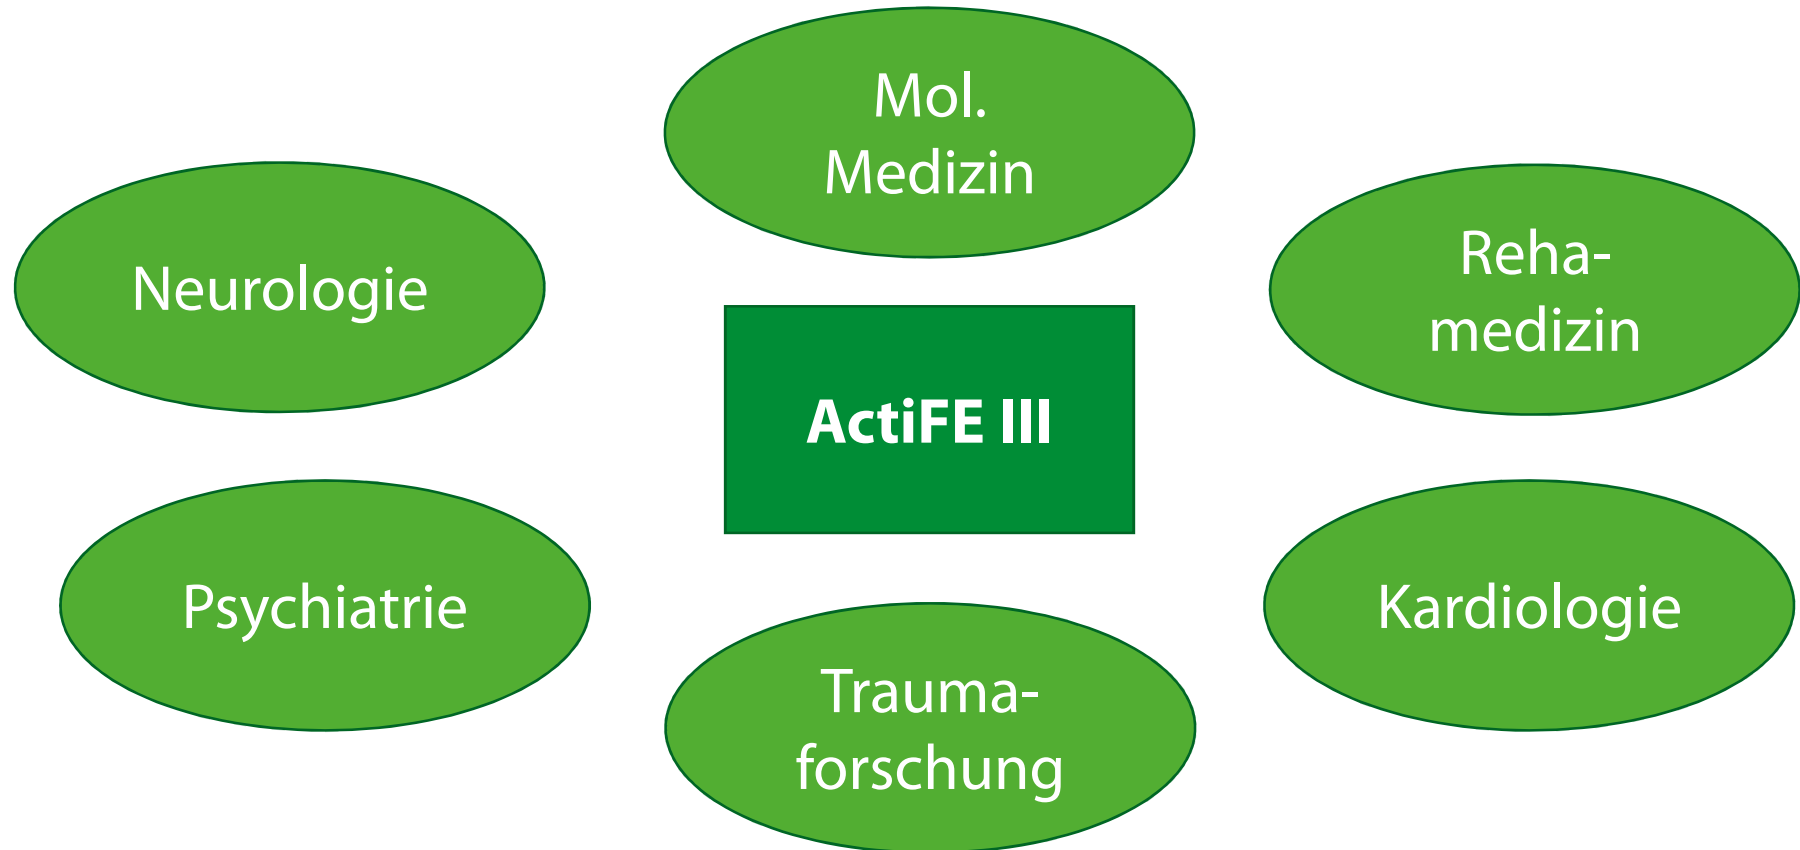 Mol.
Medizin
Neurologie
Reha-
medizin
ActiFE III
Psychiatrie
Kardiologie
Trauma-
forschung